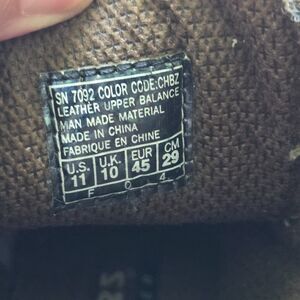 SN 7092 COLOR CODE:CHBZ
LEATHER UPPER BALANCE
MAN MADE MATERIAL
MADE IN CHINA
FABRIQUE EN CHINE
U.S. U.K. EUR CM
11 10 45 29
F 0 4